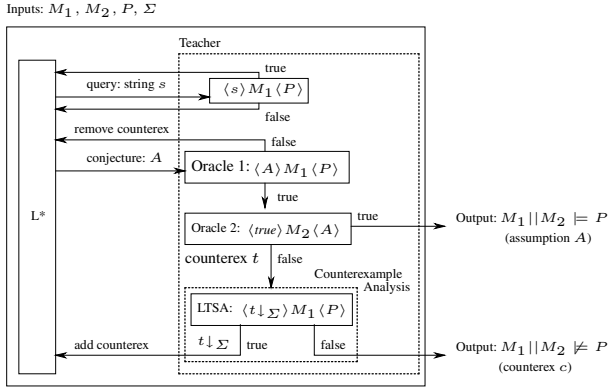 Inputs: M₁ , M₂ , P , Σ
Teacher
true
query: string s
⟨s⟩ M₁ ⟨P⟩
false
remove counterex
false
conjecture: A
Oracle 1: ⟨A⟩ M₁ ⟨P⟩
true
L*
Oracle 2: ⟨true⟩ M₂ ⟨A⟩
true
Output: M₁ || M₂ ⊨ P
(assumption A)
counterex t
false
Counterexample
Analysis
LTSA: ⟨t↓Σ⟩ M₁ ⟨P⟩
add counterex
t↓Σ
true
false
Output: M₁ || M₂ ⊭ P
(counterex c)